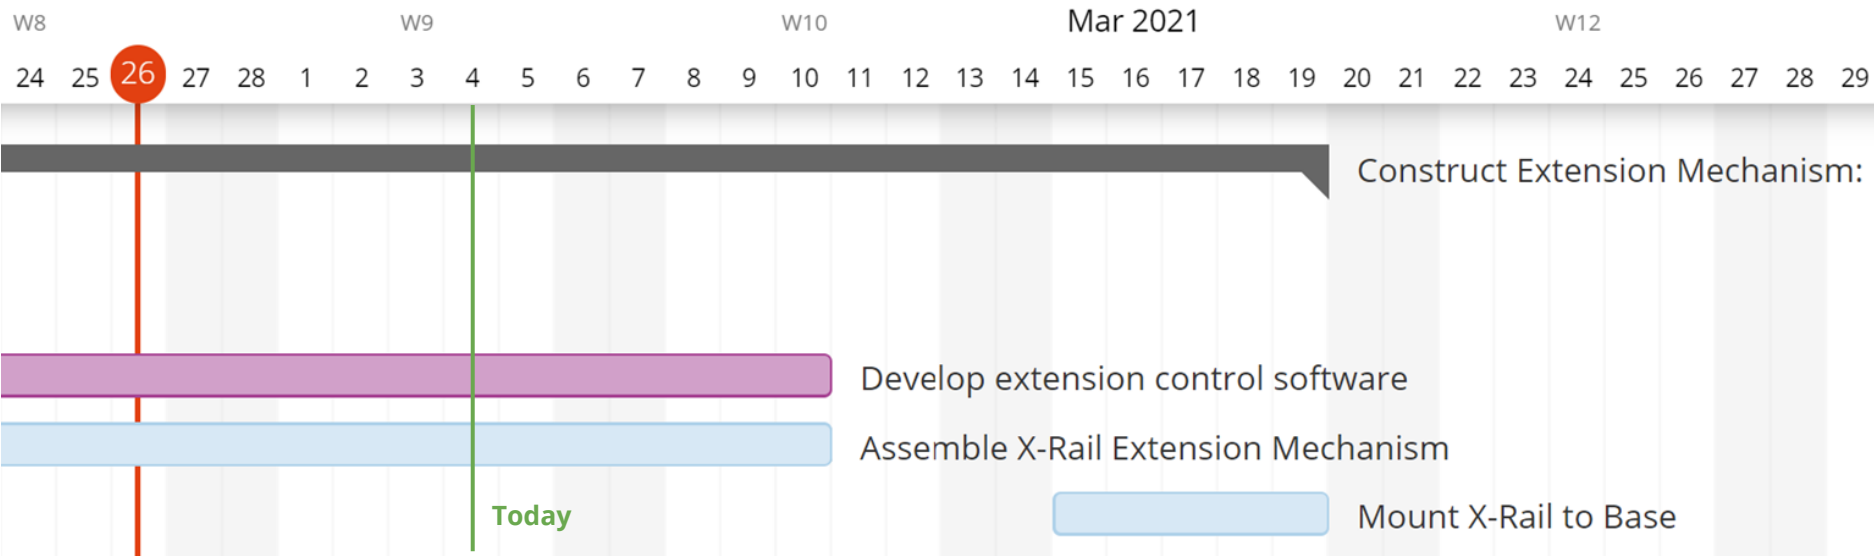 W8 W9 W10 Mar 2021 W12
24 25 26 27 28 1 2 3 4 5 6 7 8 9 10 11 12 13 14 15 16 17 18 19 20 21 22 23 24 25 26 27 28 29
Construct Extension Mechanism:
Develop extension control software
Assemble X-Rail Extension Mechanism
Today
Mount X-Rail to Base